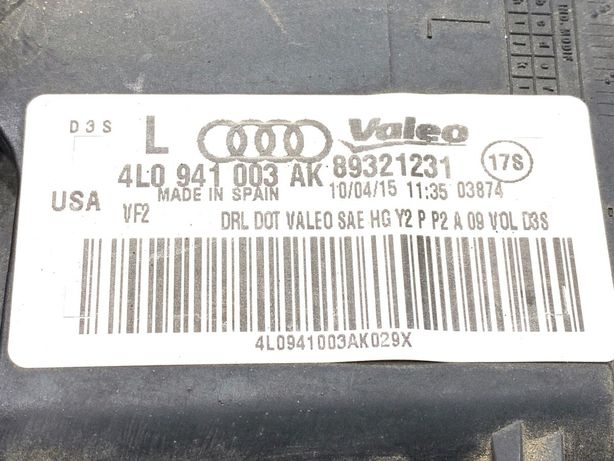 D3S L Valeo
4L0 941 003 AK 89321231 17S
USA MADE IN SPAIN 10/04/15 11:35 03874
VF2 DRL DOT VALEO SAE HG Y2 P P2 A 09 VOL D3S
4L0941003AK029X
L